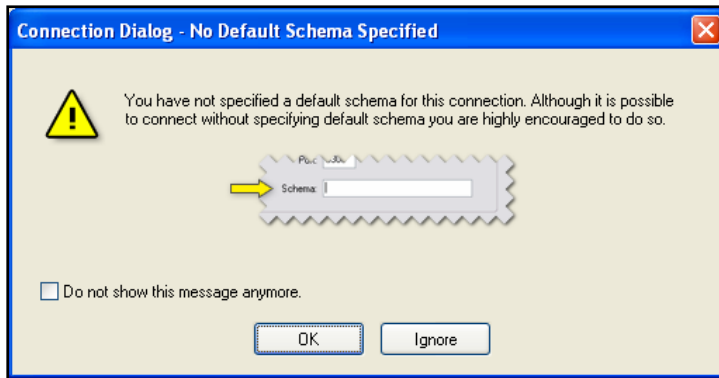 Connection Dialog - No Default Schema Specified
You have not specified a default schema for this connection. Although it is possible
to connect without specifying default schema you are highly encouraged to do so.
Schema:
Do not show this message anymore.
OK
Ignore